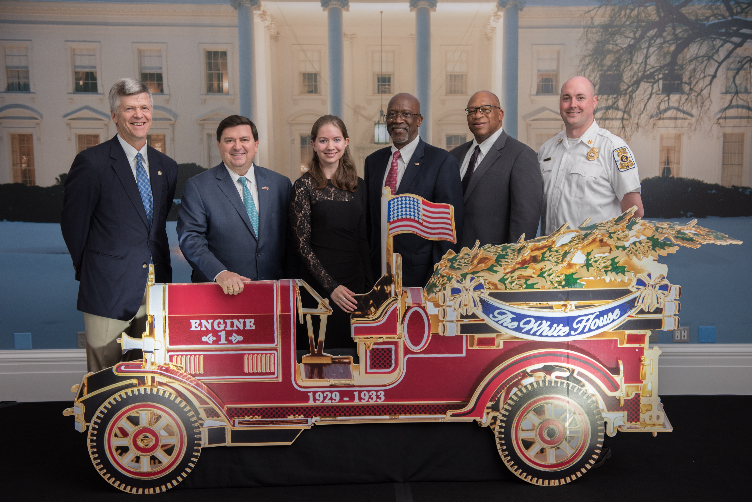 ENGINE
1
The White House
1929 - 1933